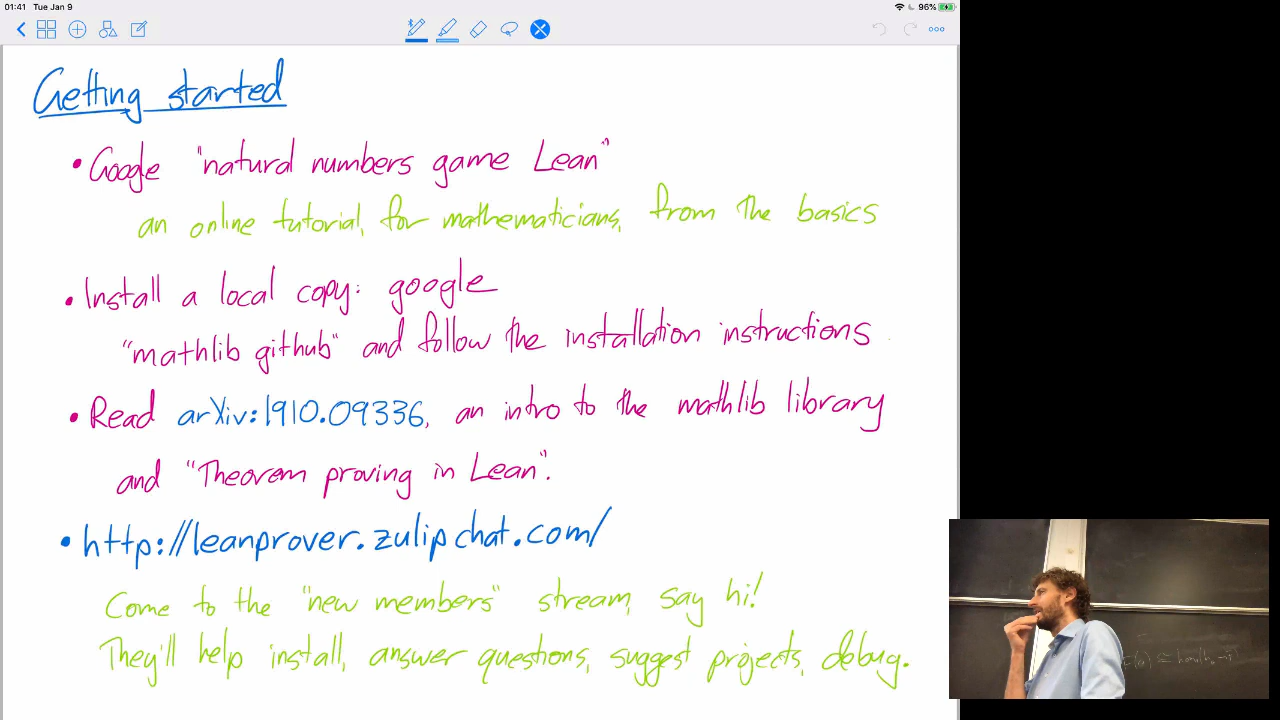 01:41 Tue Jan 9 96%
Getting started
• Google "natural numbers game Lean"
an online tutorial, for mathematicians, from the basics
• Install a local copy: google
"mathlib github" and follow the installation instructions
• Read arXiv:1910.09336, an intro to the mathlib library
and "Theorem proving in Lean".
• http://leanprover.zulipchat.com/
Come to the "new members" stream, say hi!
They'll help install, answer questions, suggest projects, debug.